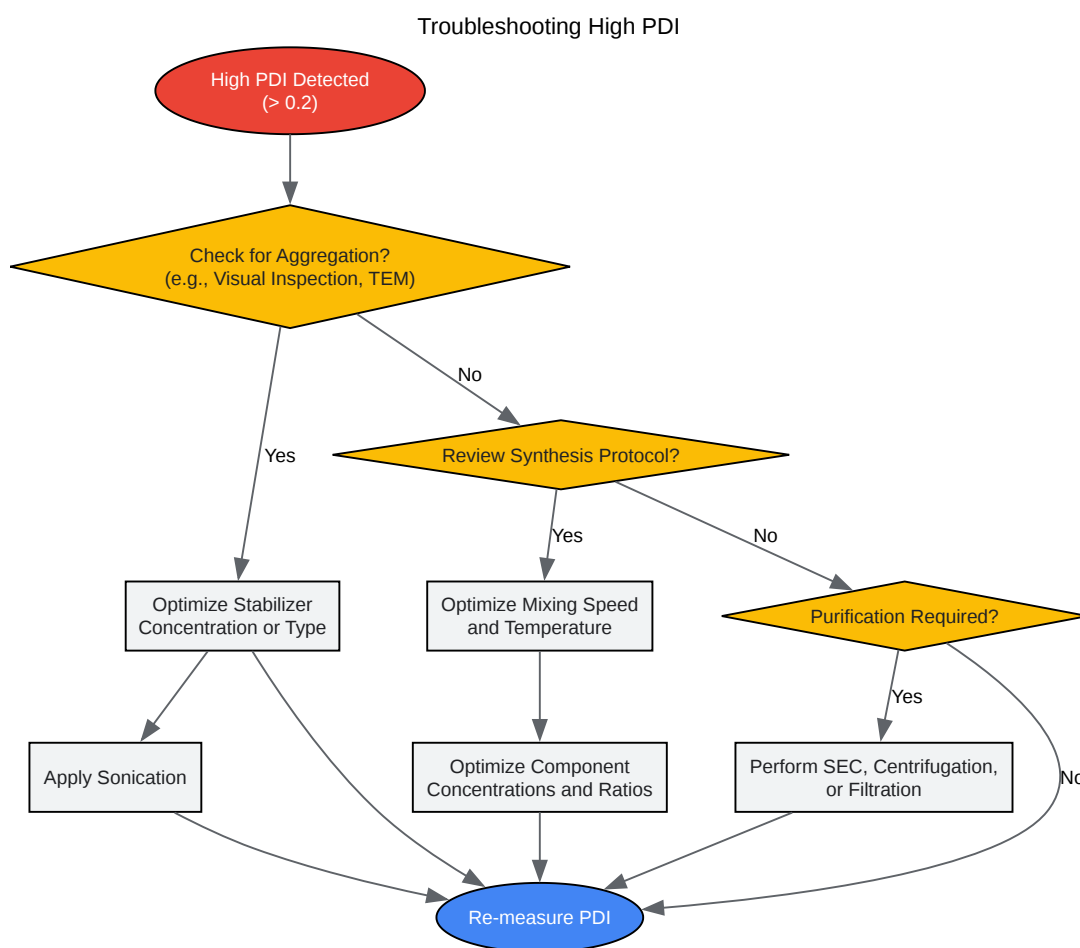 Troubleshooting High PDI
High PDI Detected
(> 0.2)
Check for Aggregation?
(e.g., Visual Inspection, TEM)
No
Yes
Review Synthesis Protocol?
Yes
No
Optimize Stabilizer
Concentration or Type
Optimize Mixing Speed
and Temperature
Purification Required?
Yes
Apply Sonication
Optimize Component
Concentrations and Ratios
Perform SEC, Centrifugation,
or Filtration
No
Re-measure PDI